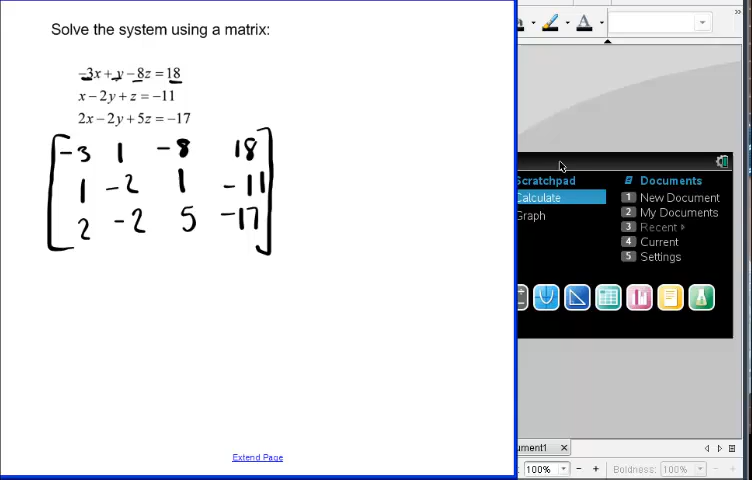 Solve the system using a matrix:
−3x + y − 8z = 18
x − 2y + z = −11
2x − 2y + 5z = −17
−3 1 −8 18
1 −2 1 −11
2 −2 5 −17
Extend Page
A
Scratchpad
Calculate
Graph
Documents
1 New Document
2 My Documents
3 Recent
4 Current
5 Settings
100%
Boldness: 100%